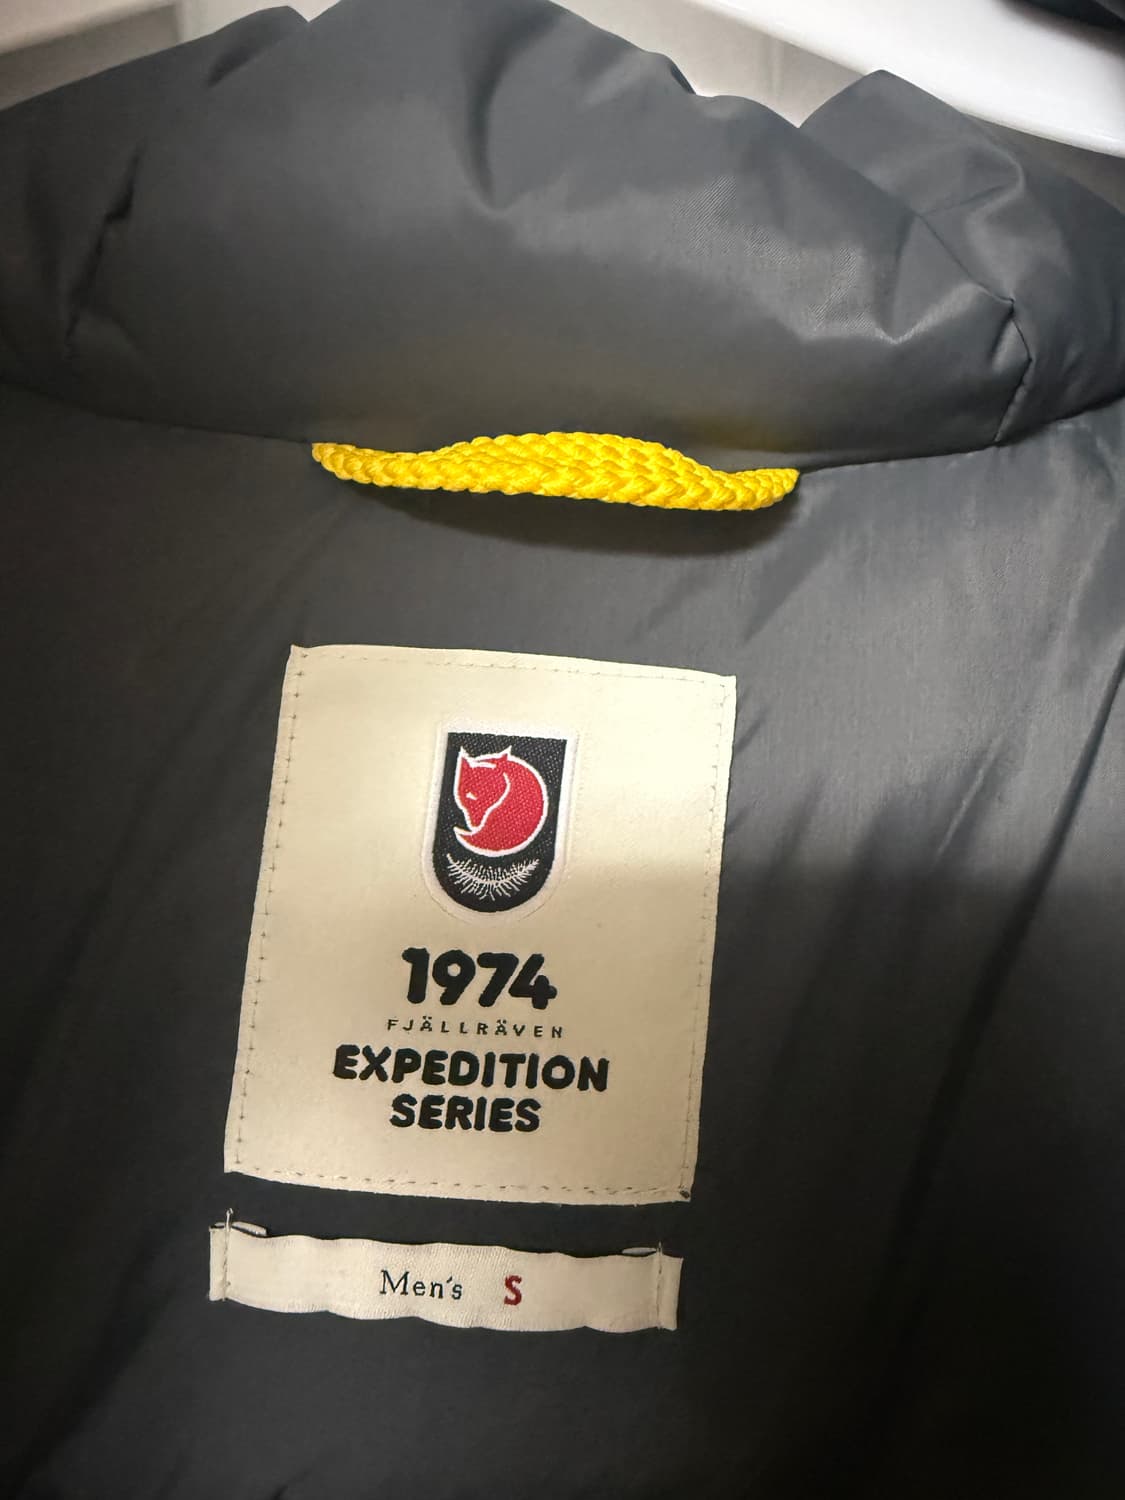 1974
FJÄLLRÄVEN
EXPEDITION
SERIES
Men's S